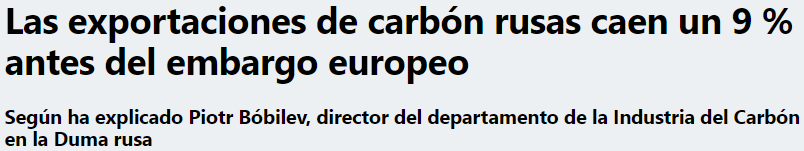 Las exportaciones de carbón rusas caen un 9 %
antes del embargo europeo
Según ha explicado Piotr Bóbilev, director del departamento de la Industria del Carbón
en la Duma rusa